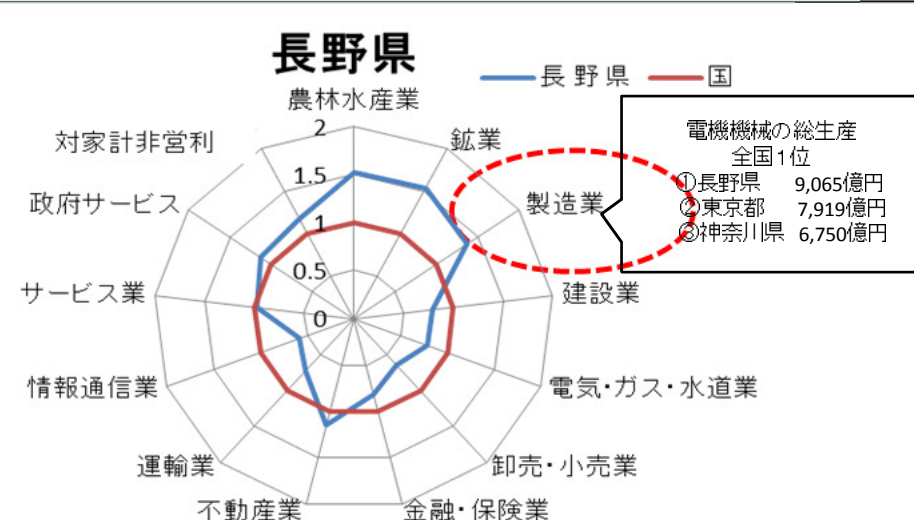 長野県
長野県 国
農林水産業
鉱業
製造業
建設業
電気・ガス・水道業
卸売・小売業
金融・保険業
不動産業
運輸業
情報通信業
サービス業
政府サービス
対家計非営利
2
1.5
1
0.5
0
電機機械の総生産
全国1位
①長野県 9,065億円
②東京都 7,919億円
③神奈川県 6,750億円